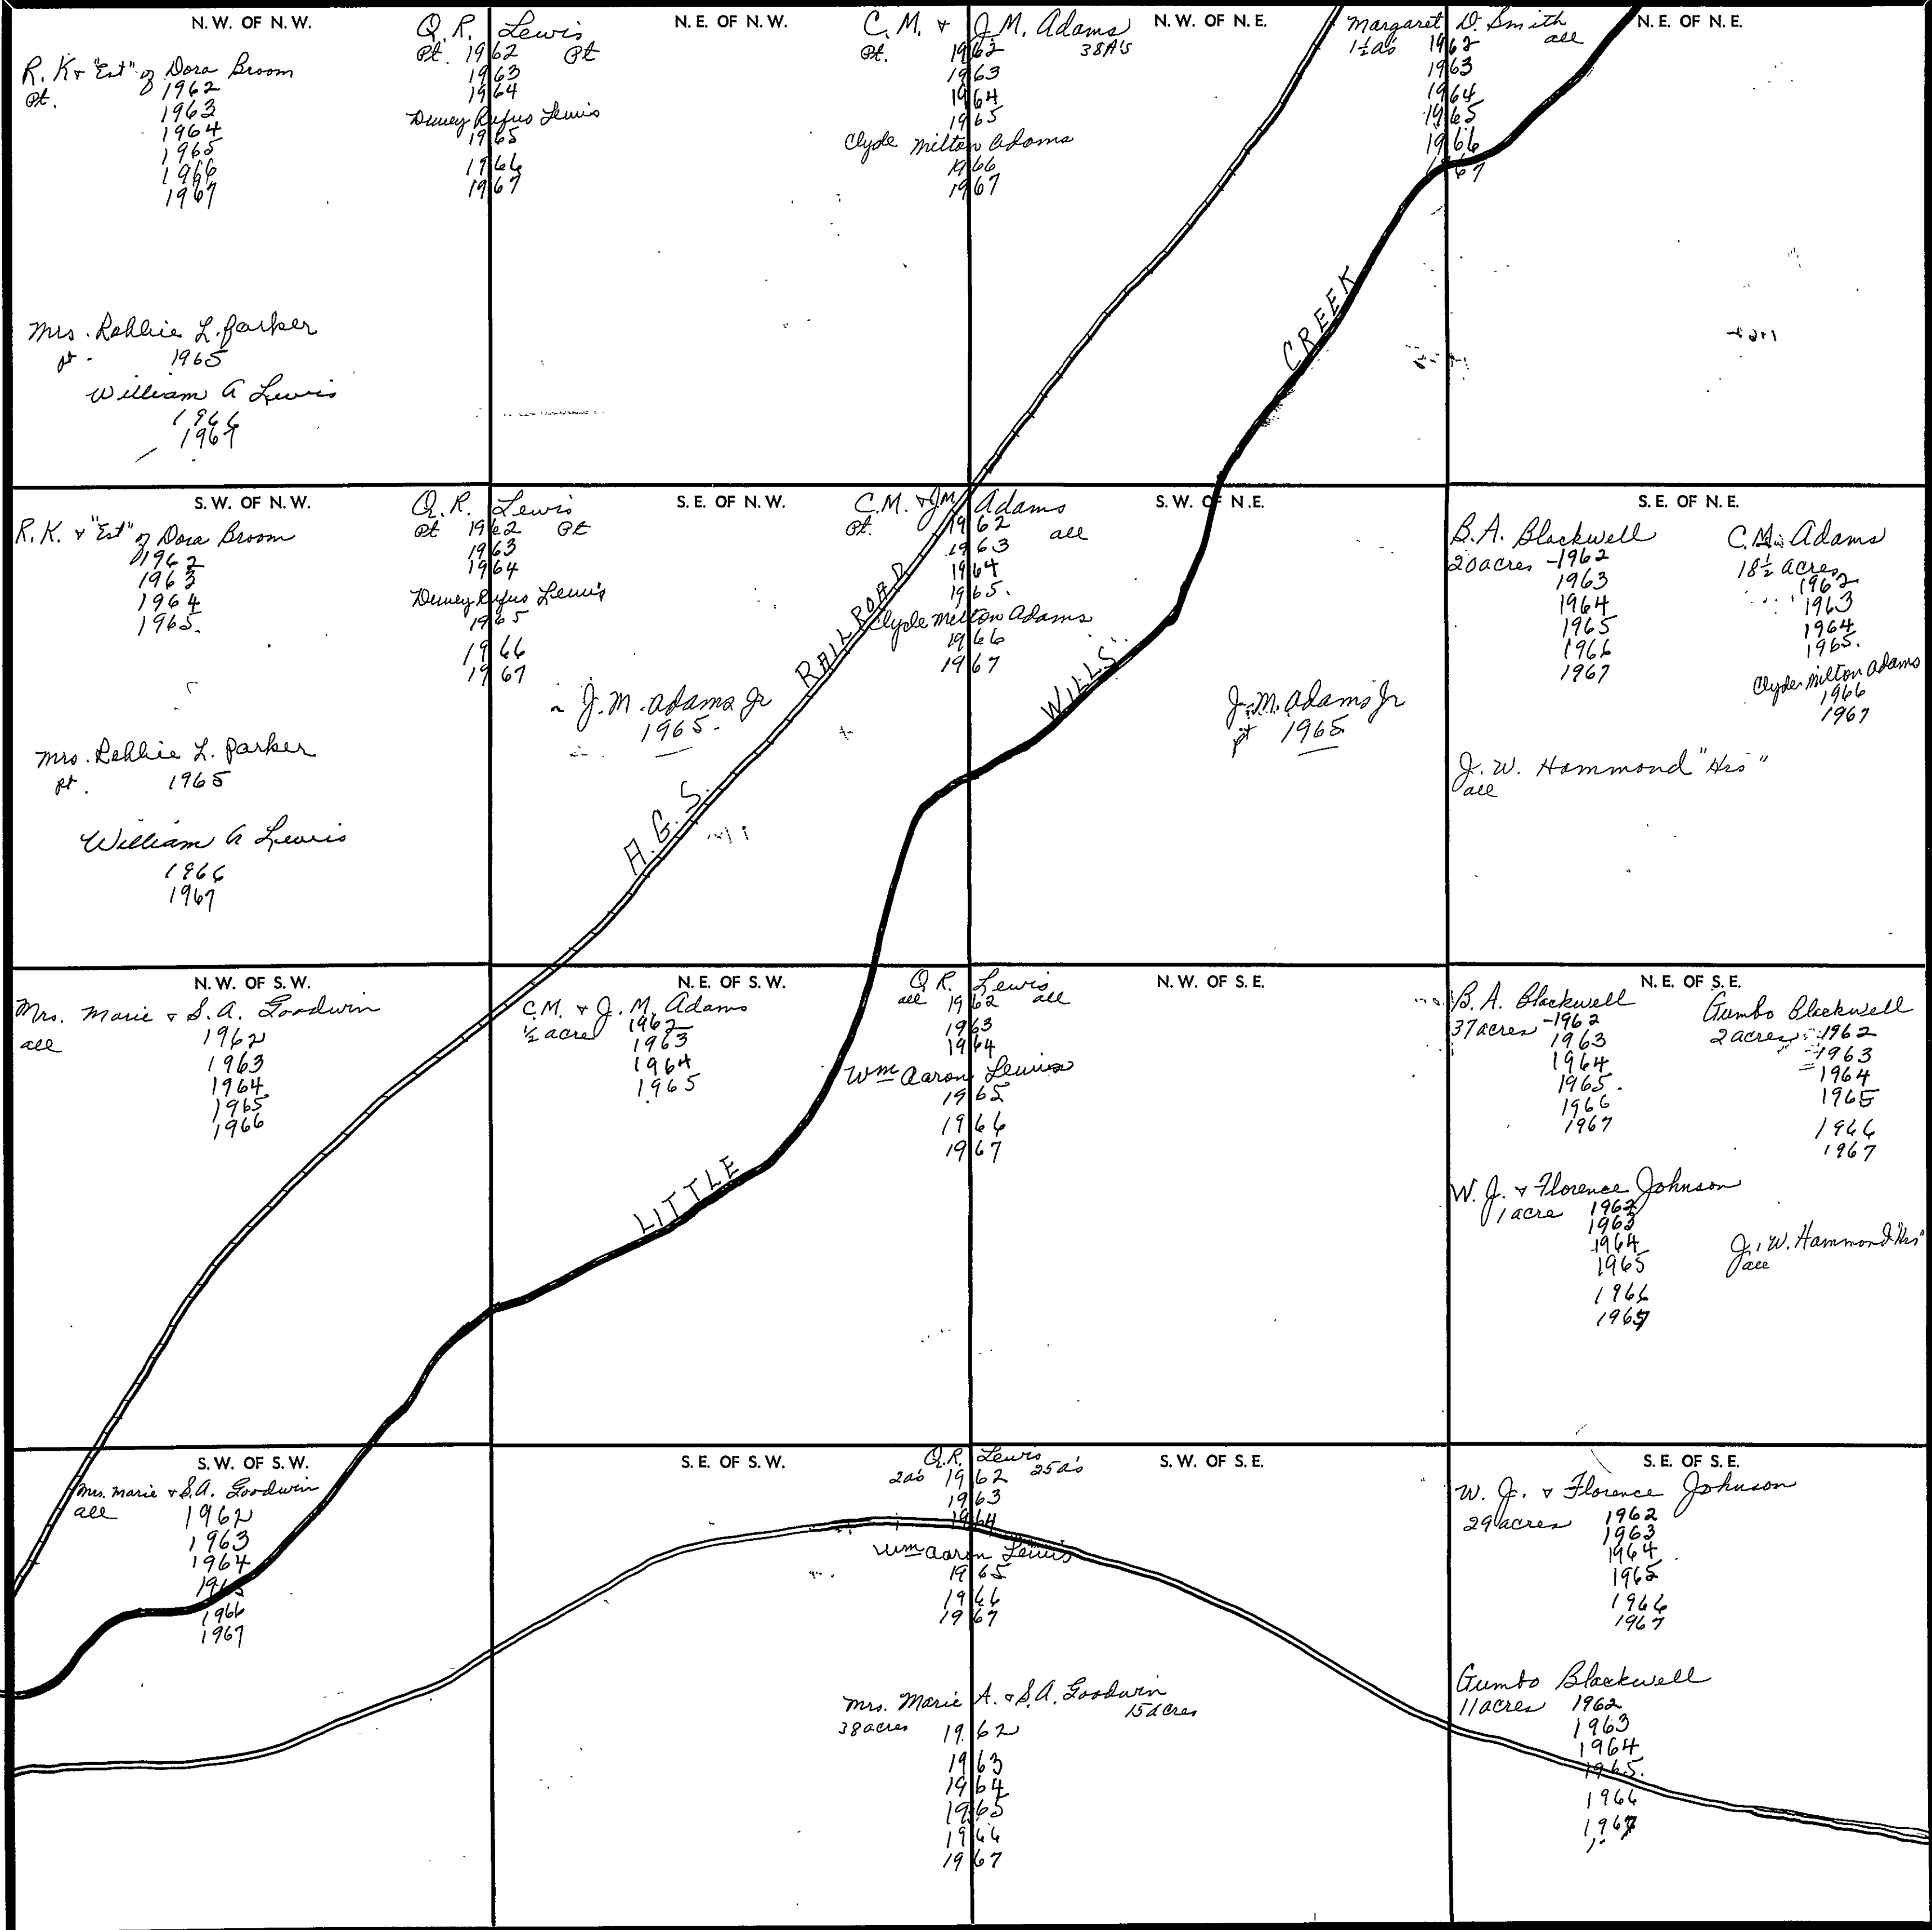 N.W. OF N.W.
R. K & "Est" of Dora Broom
Pt.
1962
1963
1964
1965
1966
1967
Mrs. Robbie L. Parker
pt - 1965
William A Lewis
1966
1967
Q. R. Lewis
Pt. 1962 Pt
1963
1964
Dewey Rufus Lewis
1965
1966
1967
N.E. OF N.W.
C. M. & J. M. Adams
Pt. 1962 38A's
1963
1964
1965
Clyde Milton Adams
1966
1967
N.W. OF N.E.
Margaret D. Smith
1½a's 1962 all
1963
1964
1965
1966
1967
N.E. OF N.E.
CREEK
S.W. OF N.W.
R. K. & "Est" of Dora Broom
1962
1963
1964
1965.
Mrs. Robbie L. Parker
pt. 1965
William A Lewis
1966
1967
Q. R. Lewis
Pt 1962 Pt
1963
1964
Dewey Rufus Lewis
1965
1966
1967
S.E. OF N.W.
J. M. Adams Jr
1965.
A. G. S. RAILROAD
C. M. & J M Adams
Pt. 1962 all
1963
1964
1965.
Clyde Milton Adams
1966
1967
S.W. OF N.E.
WILLS
J. M. Adams Jr
pt 1965
S.E. OF N.E.
B. A. Blackwell
20 acres - 1962
1963
1964
1965
1966
1967
C. M. Adams
18½ acres
1962
1963
1964
1965.
Clyde Milton Adams
1966
1967
J. W. Hammond "Hrs"
all
N.W. OF S.W.
Mrs. Marie & S. A. Goodwin
all 1962
1963
1964
1965
1966
N.E. OF S.W.
C. M. & J. M. Adams
½ acre 1962
1963
1964
1965
LITTLE
Q R. Lewis
all 1962 all
1963
1964
Wm Aaron Lewis
1965
1966
1967
N.W. OF S.E.
N.E. OF S.E.
B. A. Blackwell
37 acres - 1962
1963
1964
1965.
1966
1967
Gumbo Blackwell
2 acres 1962
1963
1964
1965
1966
1967
W. J. & Florence Johnson
1 acre 1962
1963
1964
1965
1966
1967
J. W. Hammond "Hrs"
all
S.W. OF S.W.
Mrs. Marie & S.A. Goodwin
all 1962
1963
1964
1965
1966
1967
S.E. OF S.W.
Q.R. Lewis
2a's 1962 25a's
1963
1964
Wm Aaron Lewis
1965
1966
1967
Mrs. Marie A. & S.A. Goodwin
38 acres 1962 15 acres
1963
1964
1965
1966
1967
S.W. OF S.E.
S.E. OF S.E.
W. J. & Florence Johnson
29 acres 1962
1963
1964
1965
1966
1967
Gumbo Blackwell
11 acres 1962
1963
1964
1965.
1966
1967